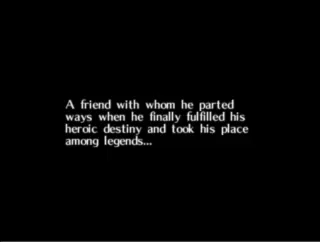 A friend with whom he parted
ways when he finally fulfilled his
heroic destiny and took his place
among legends...